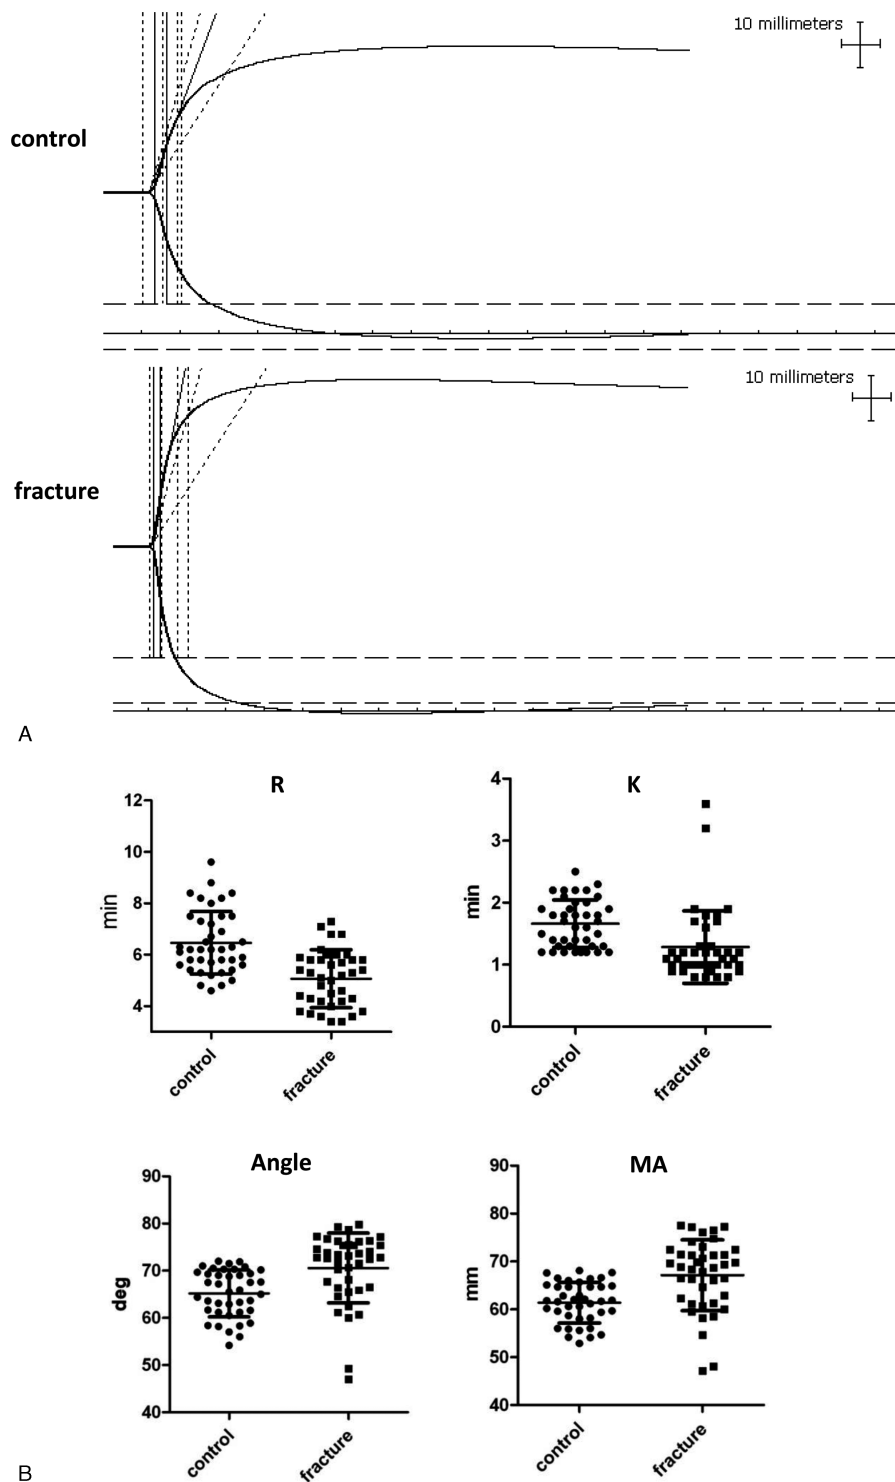 10 millimeters
control
10 millimeters
fracture
A
R
12
10
8
6
4
min
control
fracture
K
4
3
2
1
0
min
control
fracture
Angle
90
80
70
60
50
40
deg
control
fracture
MA
90
80
70
60
50
40
mm
control
fracture
B